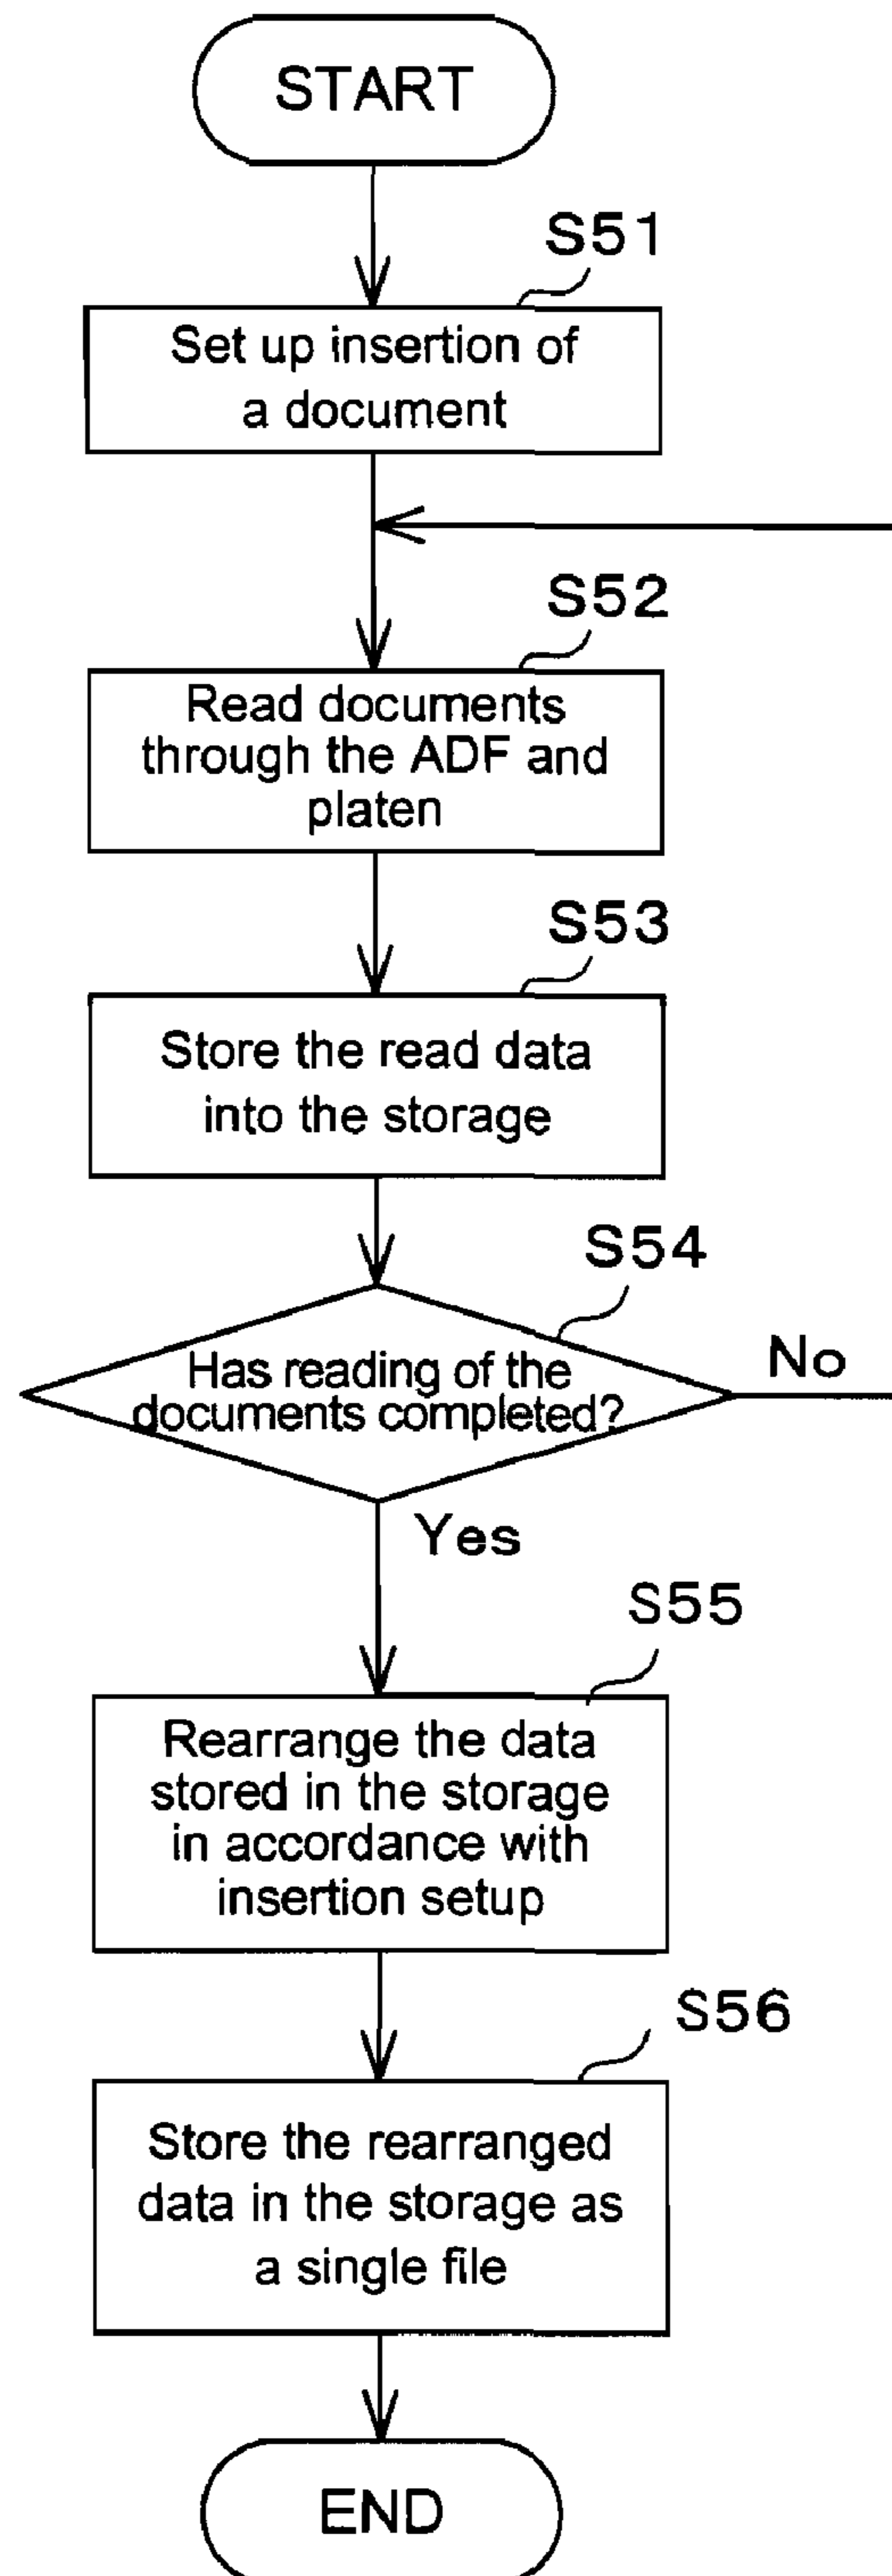 START
S51
Set up insertion of
a document
S52
Read documents
through the ADF and
platen
S53
Store the read data
into the storage
S54
Has reading of the
documents completed?
No
Yes
S55
Rearrange the data
stored in the storage
in accordance with
insertion setup
S56
Store the rearranged
data in the storage as
a single file
END